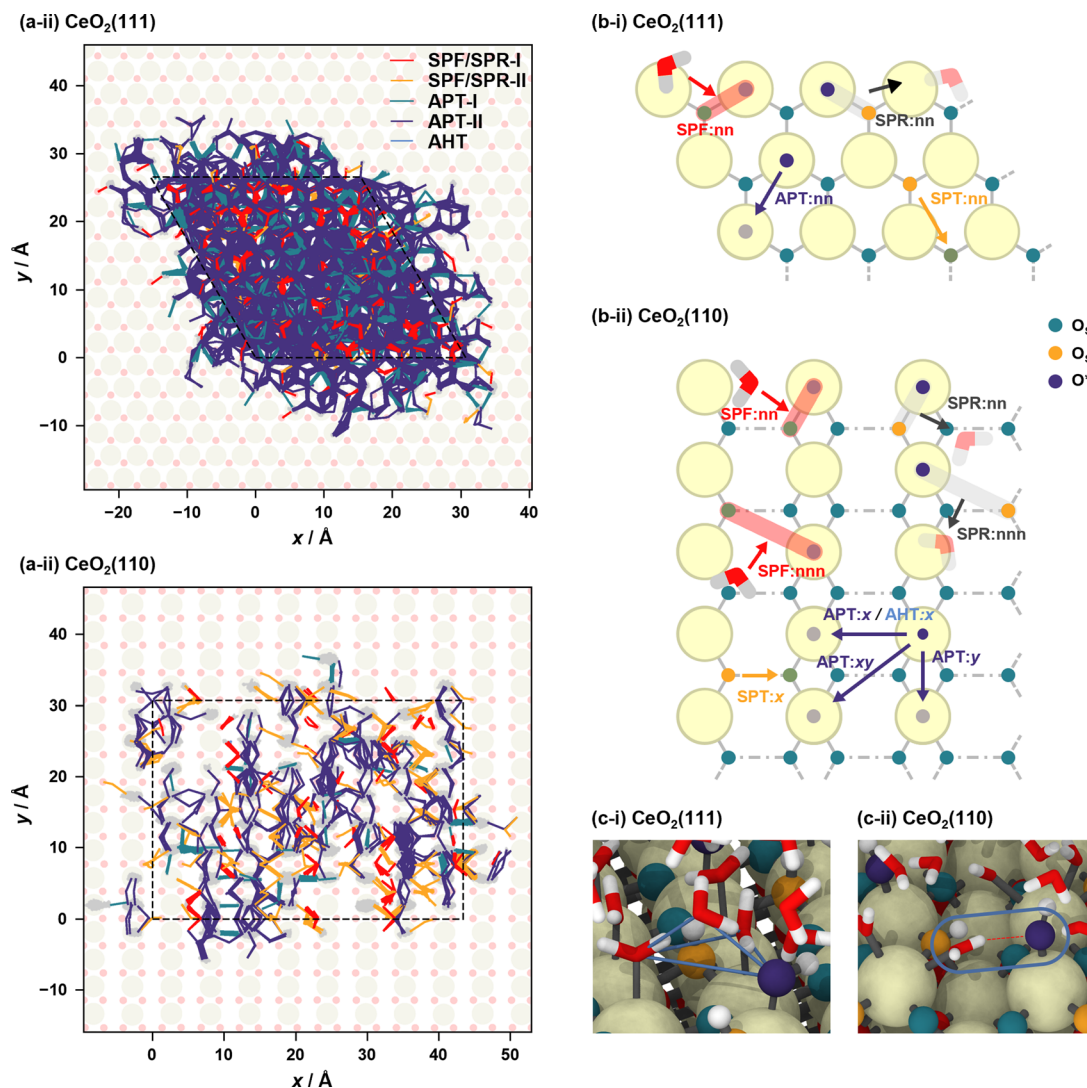 (a-ii) CeO2(111)
SPF/SPR-I
SPF/SPR-II
APT-I
APT-II
AHT
40
30
20
10
0
−10
y / Å
−20
−10
0
10
20
30
40
x / Å
(a-ii) CeO2(110)
40
30
20
10
0
−10
y / Å
0
10
20
30
40
50
x / Å
(b-i) CeO2(111)
SPF:nn
SPR:nn
APT:nn
SPT:nn
(b-ii) CeO2(110)
SPF:nn
SPR:nn
SPR:nnn
SPF:nnn
APT:x / AHT:x
APT:xy
APT:y
SPT:x
(c-i) CeO2(111)
(c-ii) CeO2(110)